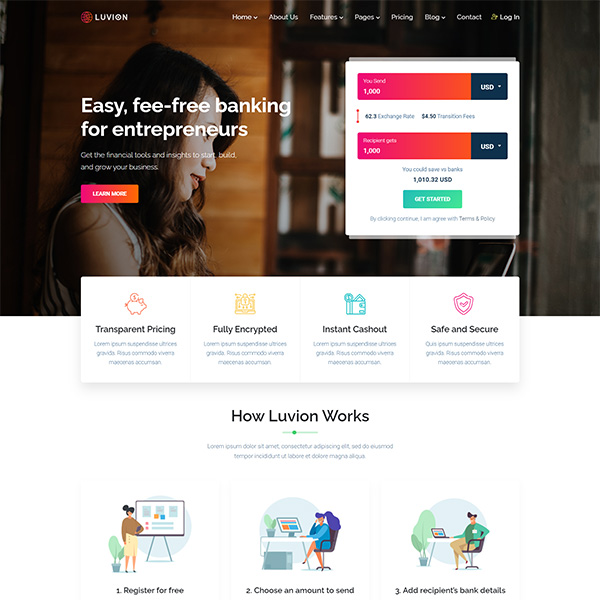 LUVION
Home
About Us
Features
Pages
Pricing
Blog
Contact
Log In
Easy, fee-free banking
for entrepreneurs
Get the financial tools and insights to start, build,
and grow your business.
LEARN MORE
You Send
1,000
USD
62.3 Exchange Rate
$4.50 Transition Fees
Recipient gets
1,000
USD
You could save vs banks
1,010.32 USD
GET STARTED
By clicking continue, I am agree with Terms & Policy
Transparent Pricing
Lorem ipsum suspendisse ultrices
gravida. Risus commodo viverra
maecenas accumsan.
Fully Encrypted
Lorem ipsum suspendisse ultrices
gravida. Risus commodo viverra
maecenas accumsan.
Instant Cashout
Lorem ipsum suspendisse ultrices
gravida. Risus commodo viverra
maecenas accumsan.
Safe and Secure
Quis ipsum suspendisse ultrices
gravida. Risus commodo viverra
maecenas accumsan.
How Luvion Works
Lorem ipsum dolor sit amet, consectetur adipiscing elit, sed do eiusmod
tempor incididunt ut labore et dolore magna aliqua.
1. Register for free
2. Choose an amount to send
3. Add recipient's bank details